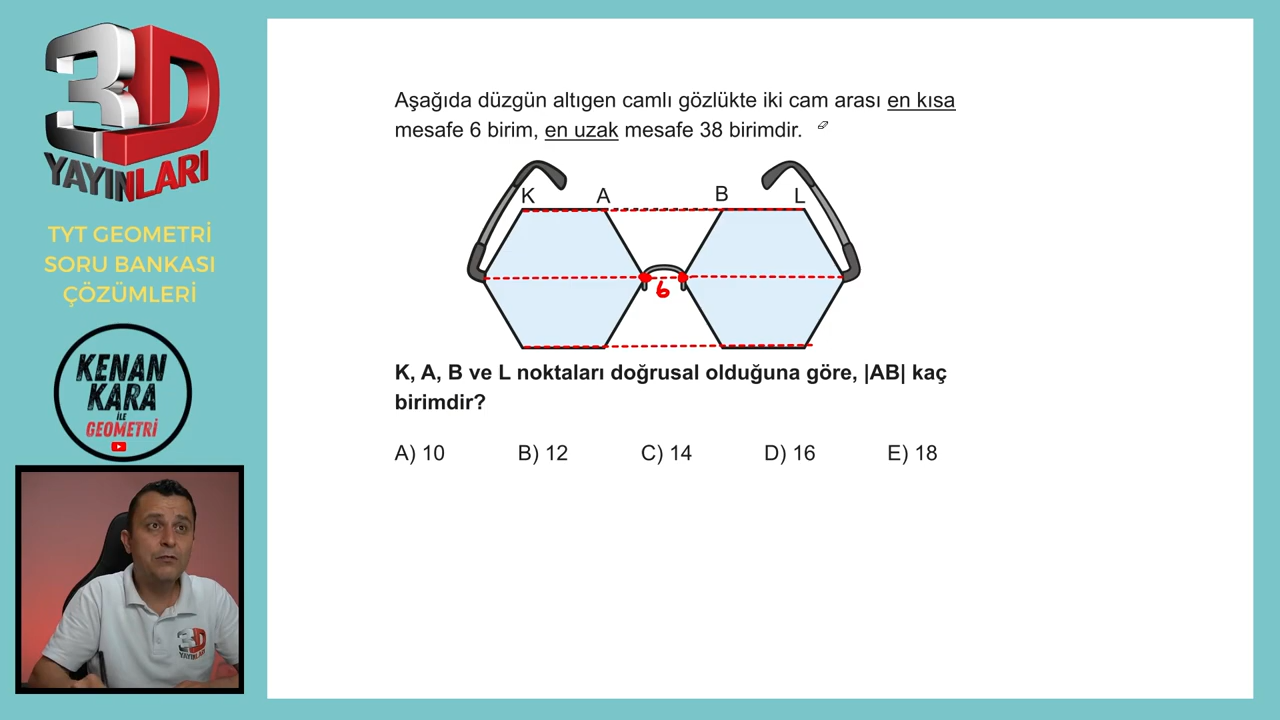 3D
YAYINLARI
TYT GEOMETRİ
SORU BANKASI
ÇÖZÜMLERİ
KENAN
KARA
İLE
GEOMETRİ
3D
YAYINLARI
Aşağıda düzgün altıgen camlı gözlükte iki cam arası en kısa
mesafe 6 birim, en uzak mesafe 38 birimdir.
K A B L
6
K, A, B ve L noktaları doğrusal olduğuna göre, |AB| kaç
birimdir?
A) 10 B) 12 C) 14 D) 16 E) 18